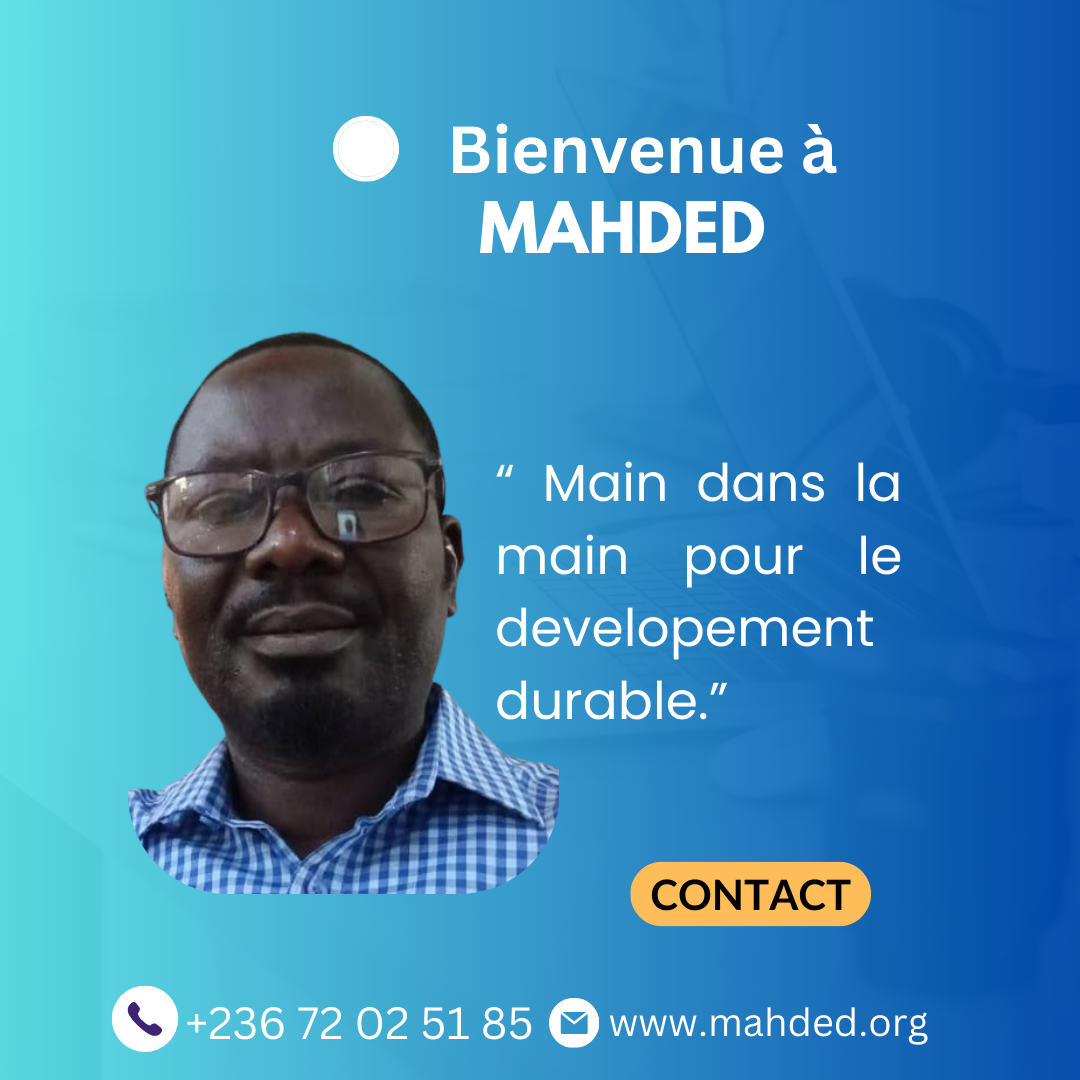 Bienvenue à
MAHDED
“ Main dans la
main pour le
developement
durable.”
CONTACT
+236 72 02 51 85
www.mahded.org